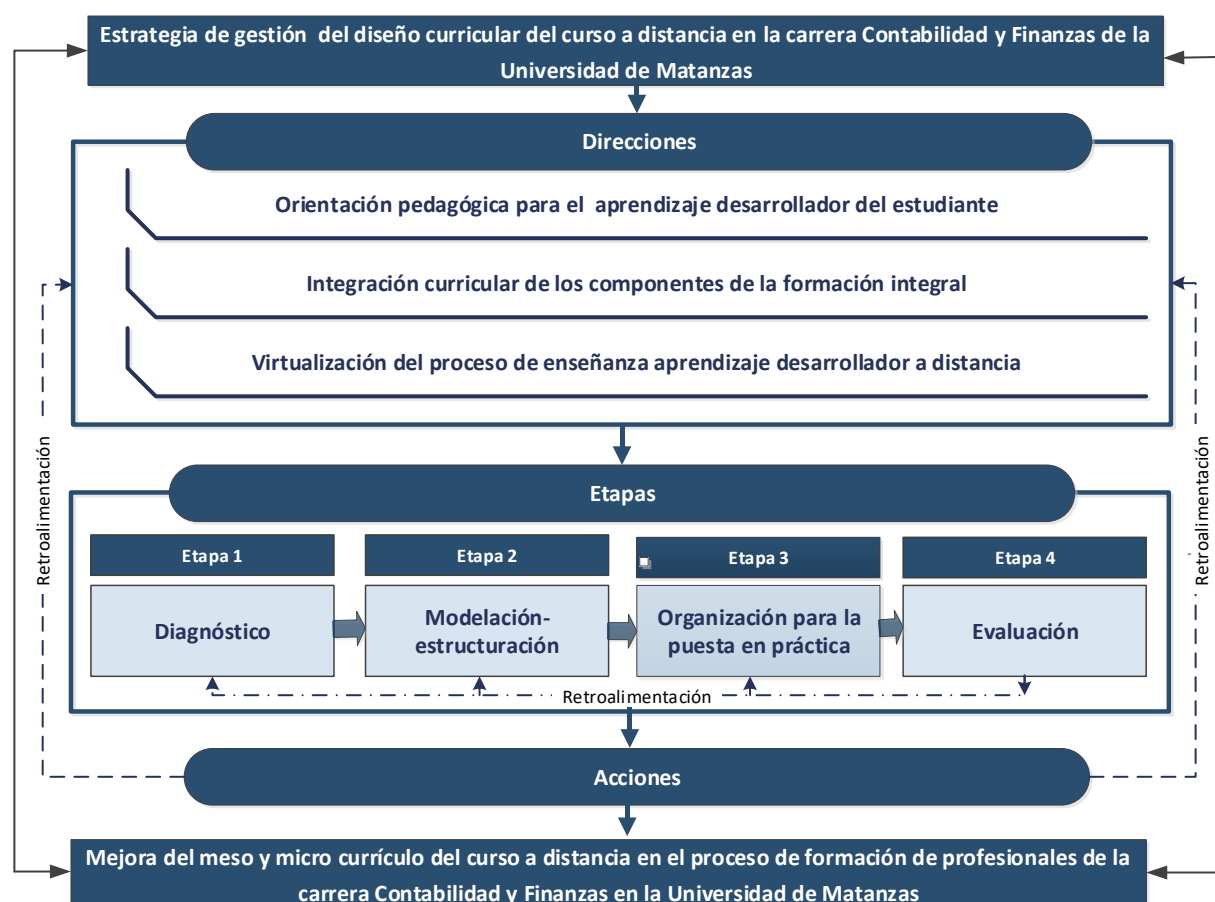 Estrategia de gestión del diseño curricular del curso a distancia en la carrera Contabilidad y Finanzas de la
Universidad de Matanzas
Direcciones
Orientación pedagógica para el aprendizaje desarrollador del estudiante
Integración curricular de los componentes de la formación integral
Virtualización del proceso de enseñanza aprendizaje desarrollador a distancia
Retroalimentación
Retroalimentación
Etapas
Etapa 1
Etapa 2
Etapa 3
Etapa 4
Diagnóstico
Modelación-
estructuración
Organización para la
puesta en práctica
Evaluación
Retroalimentación
Acciones
Mejora del meso y micro currículo del curso a distancia en el proceso de formación de profesionales de la
carrera Contabilidad y Finanzas en la Universidad de Matanzas